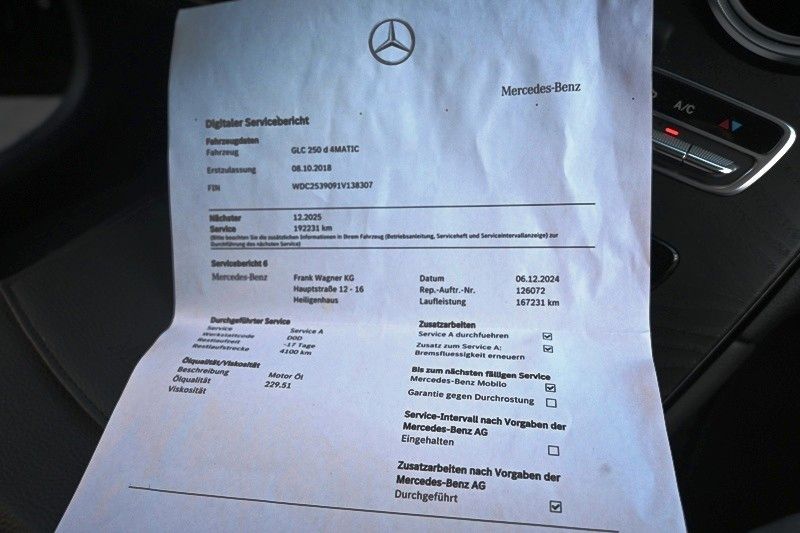 Mercedes-Benz
A/C
Digitaler Servicebericht
Fahrzeugdaten
Fahrzeug GLC 250 d 4MATIC
Erstzulassung 08.10.2018
FIN WDC2539091V138307
Nächster 12.2025
Service 192231 km
(Bitte beachten Sie die zusätzlichen Informationen in Ihrem Fahrzeug (Betriebsanleitung, Serviceheft und Serviceintervallanzeige) zur
Durchführung des nächsten Service)
Servicebericht 6
Mercedes-Benz Frank Wagner KG
Hauptstraße 12 - 16
Heiligenhaus
Datum 06.12.2024
Rep.-Auftr.-Nr. 126072
Laufleistung 167231 km
Durchgeführter Service
Service Service A
Werkstattcode D0D
Restlaufzeit -17 Tage
Restlaufstrecke 4100 km
Ölqualität/Viskosität
Beschreibung Motor Öl
Ölqualität 229.51
Viskosität
Zusatzarbeiten
Service A durchfuehren ☑
Zusatz zum Service A: ☑
Bremsfluessigkeit erneuern
Bis zum nächsten fälligen Service
Mercedes-Benz Mobilo ☑
Garantie gegen Durchrostung ☐
Service-Intervall nach Vorgaben der
Mercedes-Benz AG
Eingehalten ☐
Zusatzarbeiten nach Vorgaben der
Mercedes-Benz AG
Durchgeführt ☑